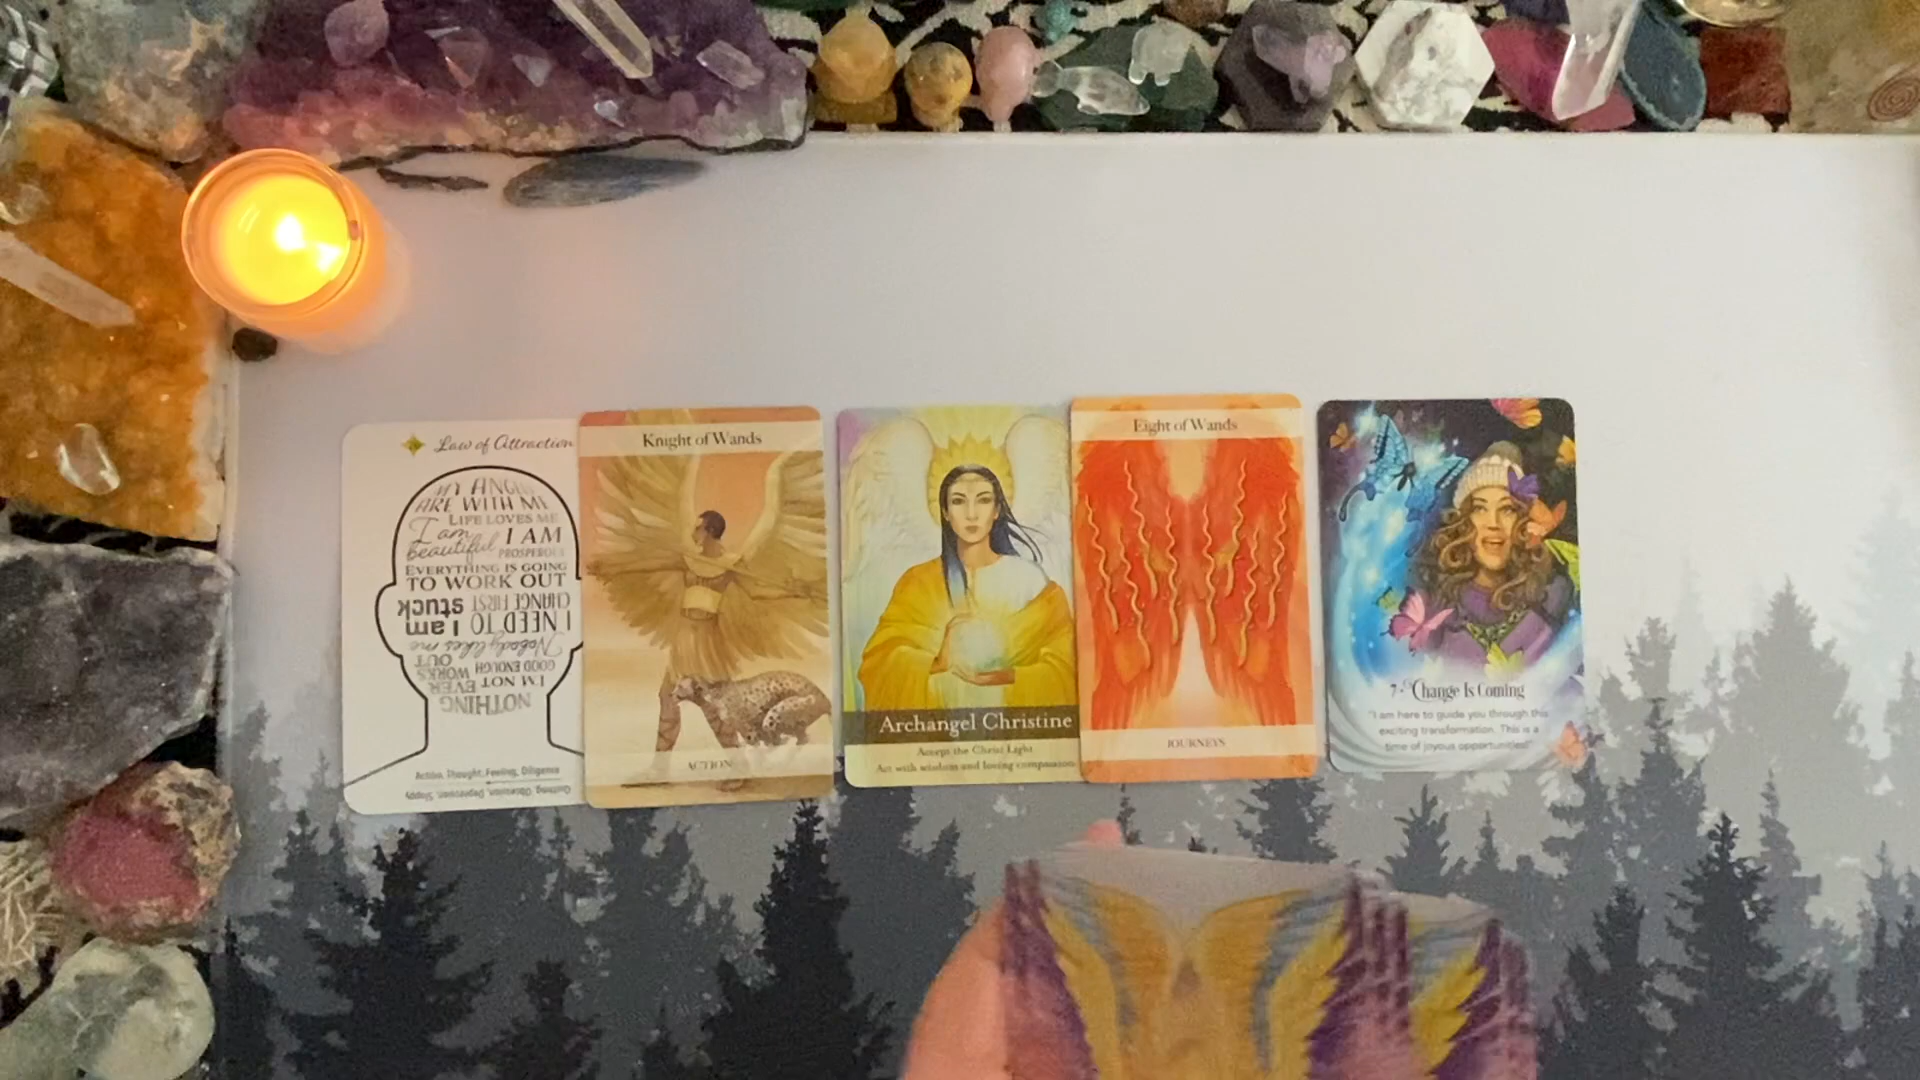 Law of Attraction
MY
ARE WITH ME
LIFE LOVES ME
I am beautiful
I AM
PROSPEROUS
EVERYTHING IS GOING
TO WORK OUT
CHANGE FIRST
stuck
I NEED TO
I am
Nobody likes me
GOOD ENOUGH
OUT
WORKS
I'M NOT
EVER
NOTHING
Action, Thought, Feeling, Diligence
Obsession, Depression, Sloppy
Knight of Wands
ACTION
Archangel Christine
Accept the Christ Light
Act with wisdom and loving compassion
Eight of Wands
JOURNEYS
7 - Change Is Coming
"I am here to guide you through this
exciting transformation. This is a
time of joyous opportunities!"